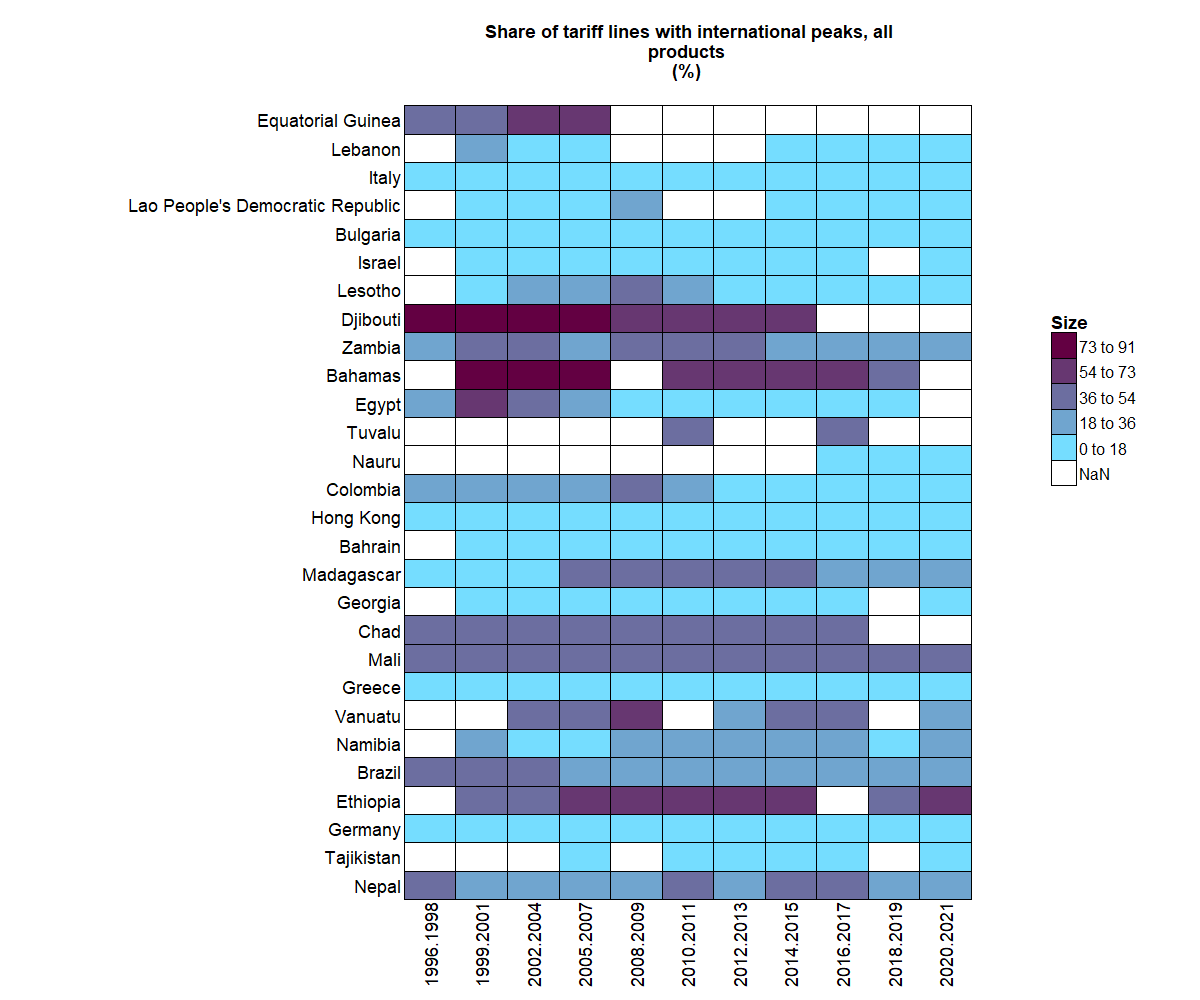 Share of tariff lines with international peaks, all
products
(%)
Equatorial Guinea
Lebanon
Italy
Lao People's Democratic Republic
Bulgaria
Israel
Lesotho
Djibouti
Zambia
Bahamas
Egypt
Tuvalu
Nauru
Colombia
Hong Kong
Bahrain
Madagascar
Georgia
Chad
Mali
Greece
Vanuatu
Namibia
Brazil
Ethiopia
Germany
Tajikistan
Nepal
1996.1998
1999.2001
2002.2004
2005.2007
2008.2009
2010.2011
2012.2013
2014.2015
2016.2017
2018.2019
2020.2021
Size
73 to 91
54 to 73
36 to 54
18 to 36
0 to 18
NaN